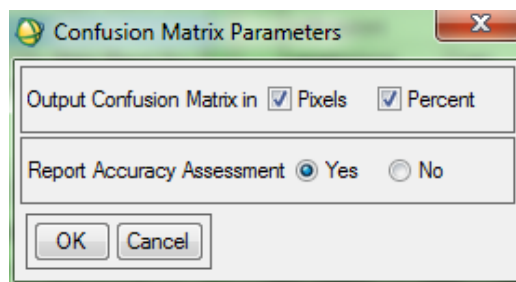 Confusion Matrix Parameters
Output Confusion Matrix in Pixels Percent
Report Accuracy Assessment Yes No
OK Cancel